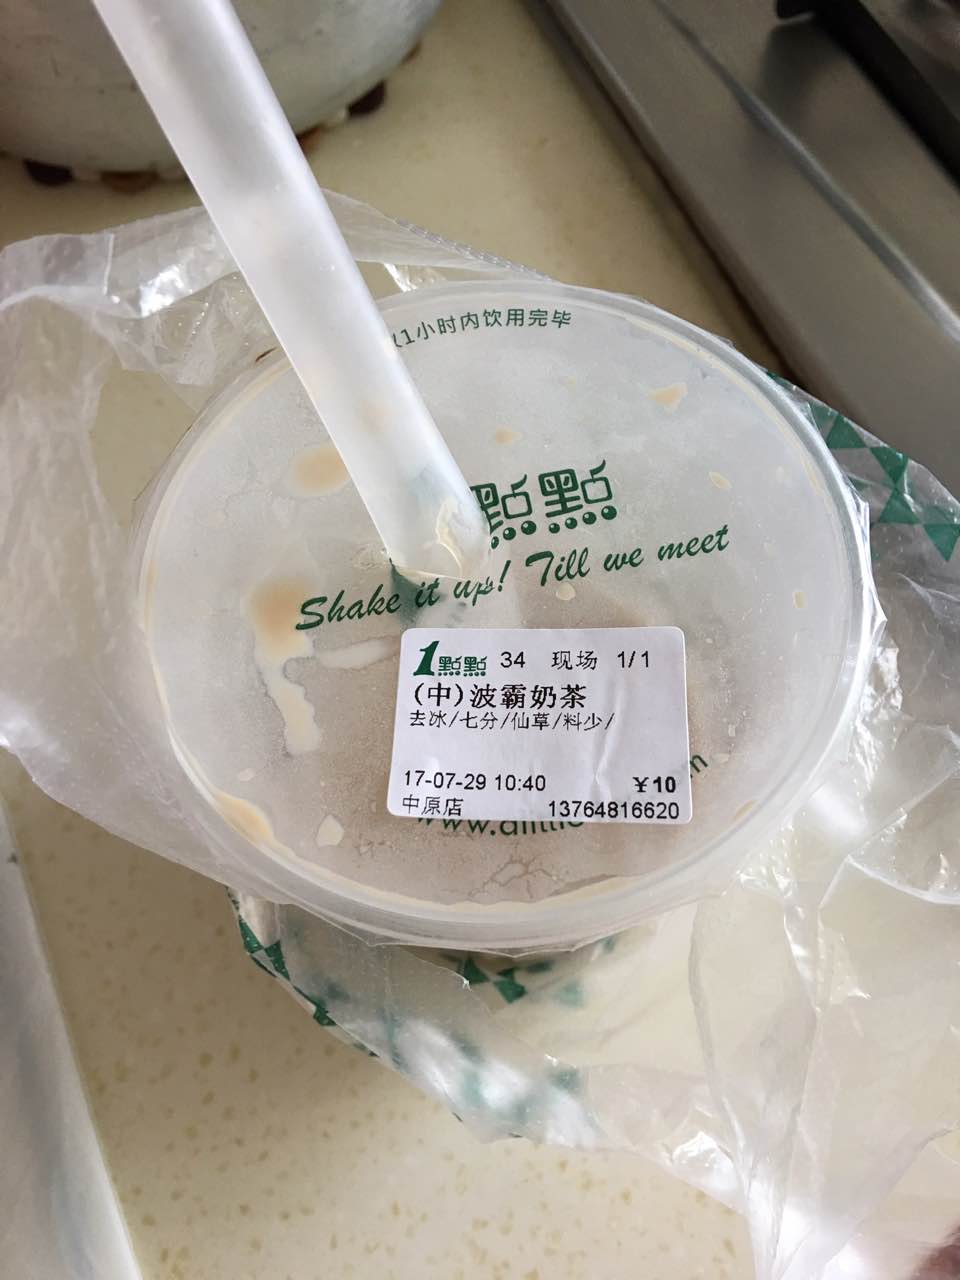 1小时内饮用完毕
點點
Shake it up! Till we meet
1點點 34 现场 1/1
(中)波霸奶茶
去冰/七分/仙草/料少/
17-07-29 10:40 ¥10
中原店 13764816620